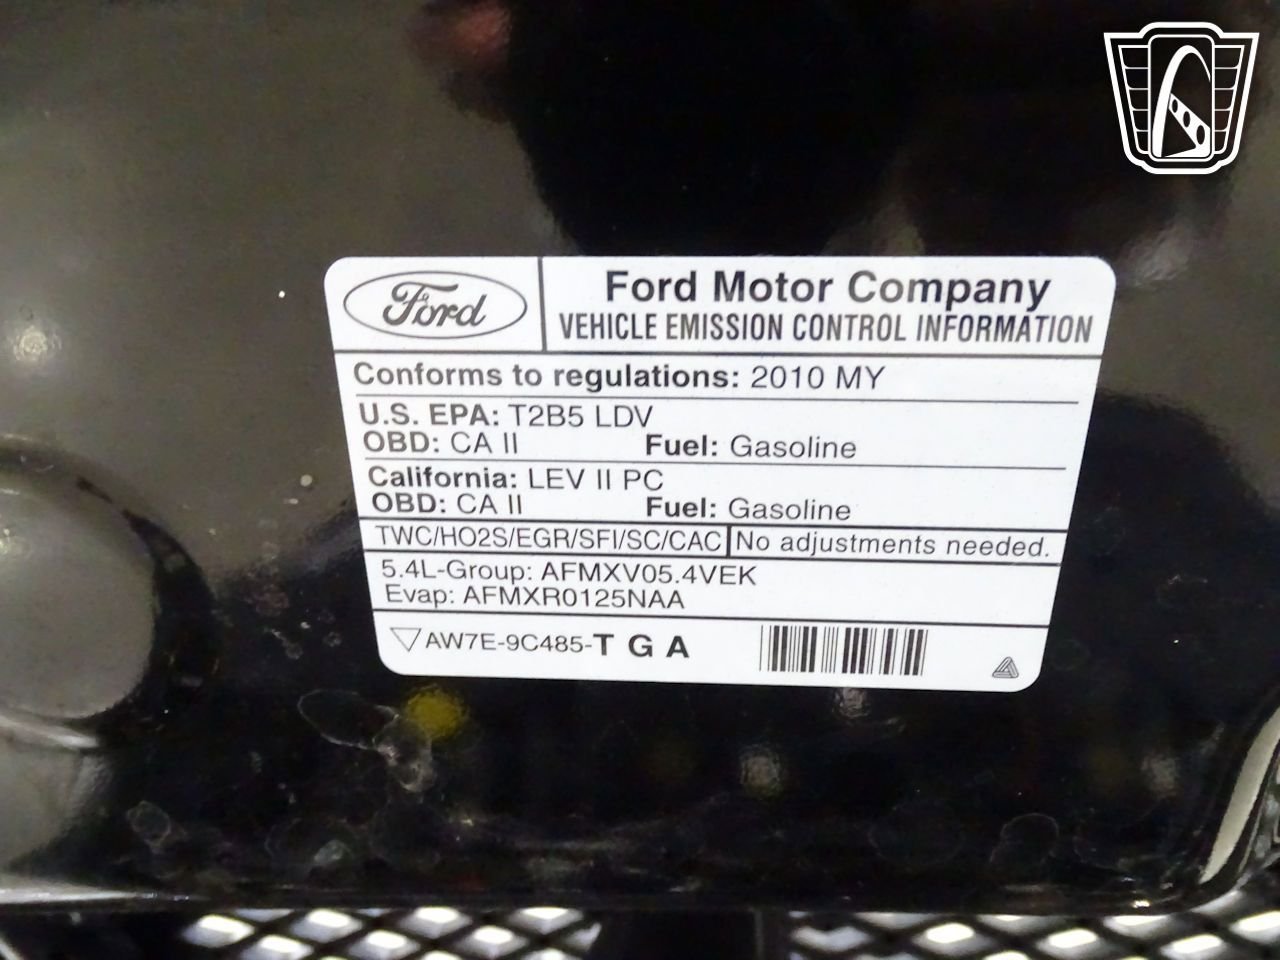 Ford
Ford Motor Company
VEHICLE EMISSION CONTROL INFORMATION
Conforms to regulations: 2010 MY
U.S. EPA: T2B5 LDV
OBD: CA II Fuel: Gasoline
California: LEV II PC
OBD: CA II Fuel: Gasoline
TWC/HO2S/EGR/SFI/SC/CAC No adjustments needed.
5.4L-Group: AFMXV05.4VEK
Evap: AFMXR0125NAA
AW7E-9C485-T G A